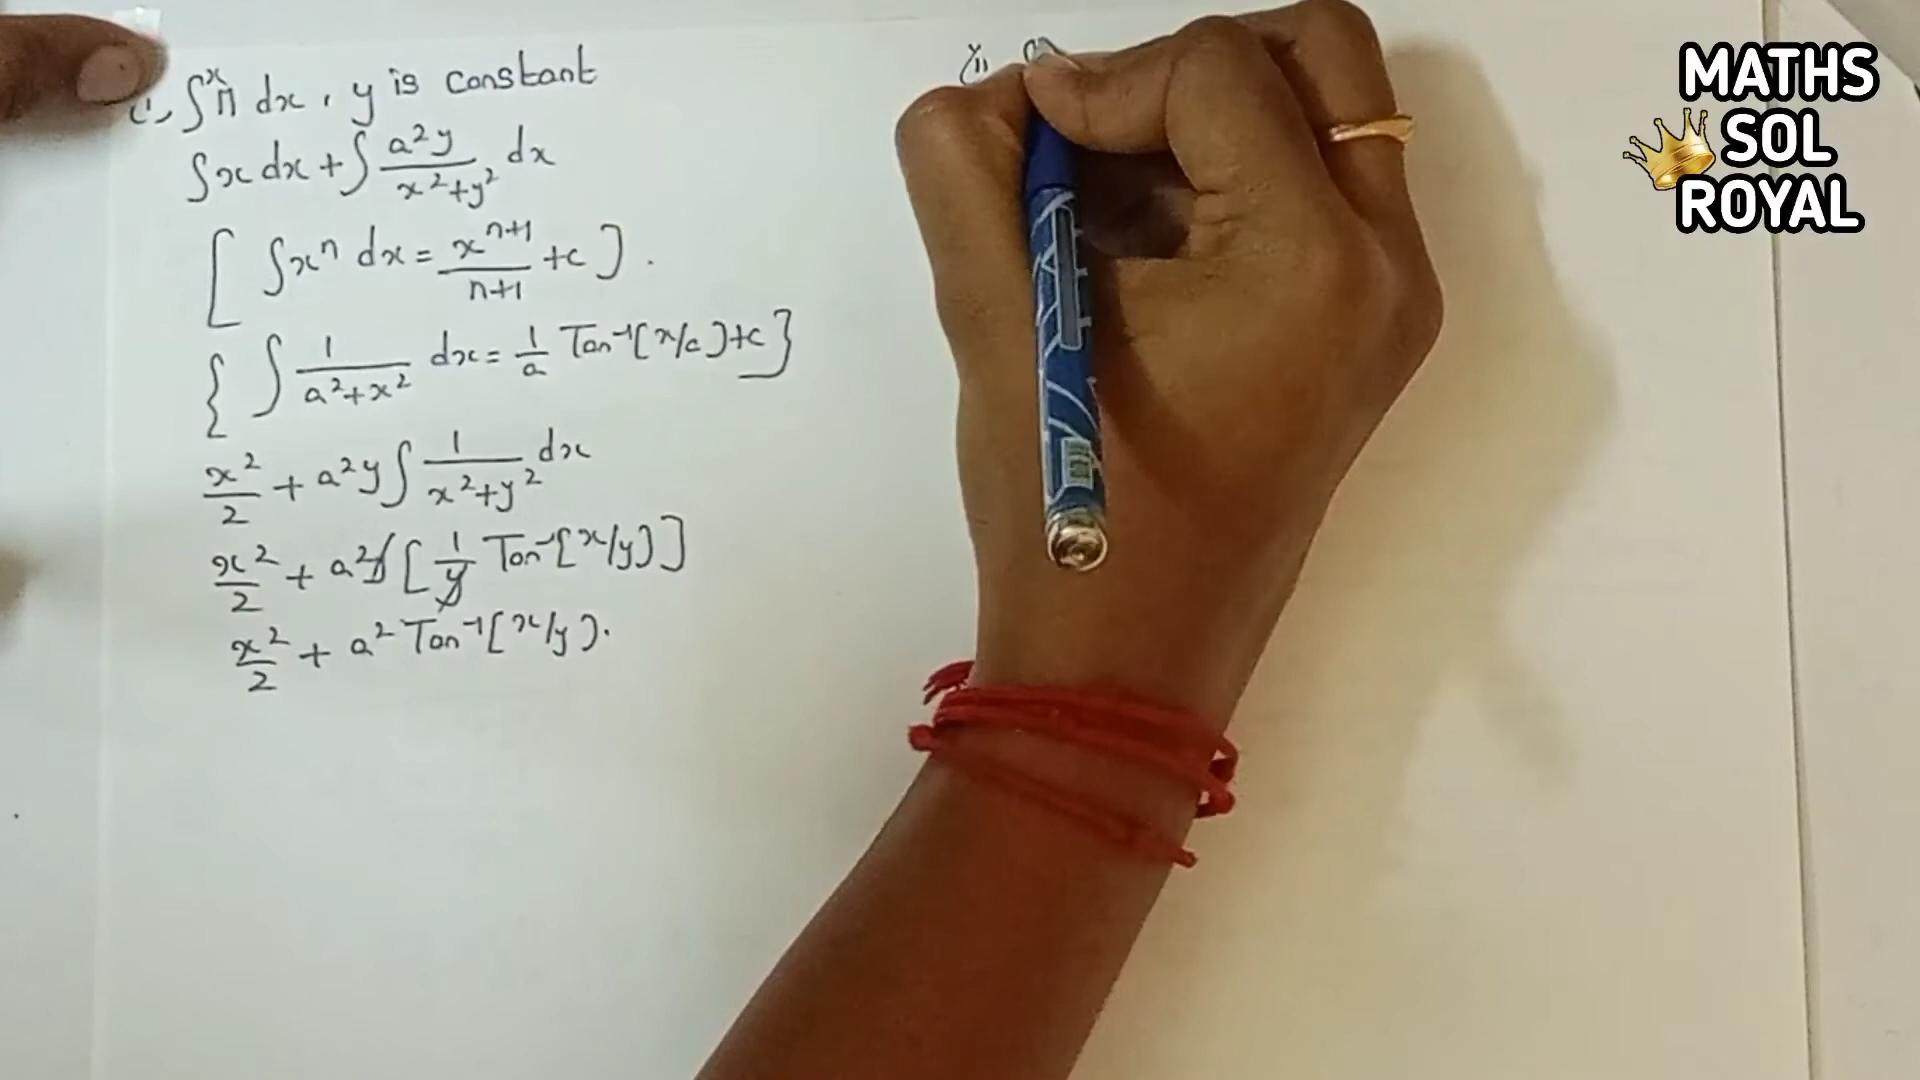 (i) ∫ˣ M dx, y is constant
∫x dx + ∫ a²y / x²+y² dx
[ ∫xⁿ dx = xⁿ⁺¹ / n+1 + c ] .
{ ∫ 1 / a²+x² dx = 1/a Tan⁻¹[x/a]+c }
x²/2 + a²y ∫ 1 / x²+y² dx
x²/2 + a²y [ 1/y Tan⁻¹[x/y] ]
x²/2 + a² Tan⁻¹[x/y).
(ii
MATHS
SOL
ROYAL